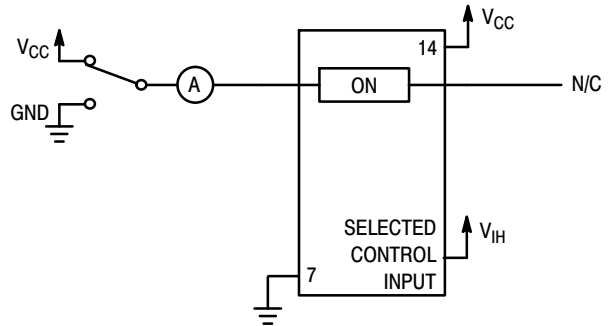 VCC
GND
A
ON
14
VCC
N/C
SELECTED
CONTROL
INPUT
VIH
7